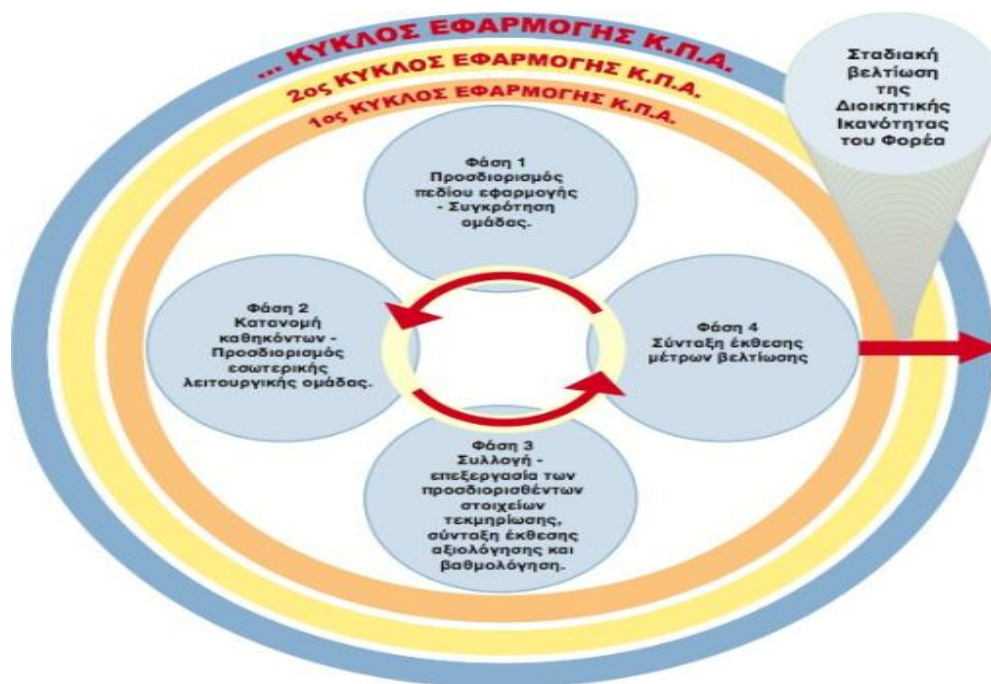 ... ΚΥΚΛΟΣ ΕΦΑΡΜΟΓΗΣ Κ.Π.Α.
2ος ΚΥΚΛΟΣ ΕΦΑΡΜΟΓΗΣ Κ.Π.Α.
1ος ΚΥΚΛΟΣ ΕΦΑΡΜΟΓΗΣ Κ.Π.Α.
Σταδιακή
βελτίωση
της
Διοικητικής
Ικανότητας
του Φορέα
Φάση 1
Προσδιορισμός
πεδίου εφαρμογής
- Συγκρότηση
ομάδας.
Φάση 2
Κατανομή
καθηκόντων -
Προσδιορισμός
εσωτερικής
λειτουργικής ομάδας.
Φάση 3
Συλλογή -
επεξεργασία των
προσδιορισθέντων
στοιχείων
τεκμηρίωσης,
σύνταξη έκθεσης
αξιολόγησης και
βαθμολόγηση.
Φάση 4
Σύνταξη έκθεσης
μέτρων βελτίωσης